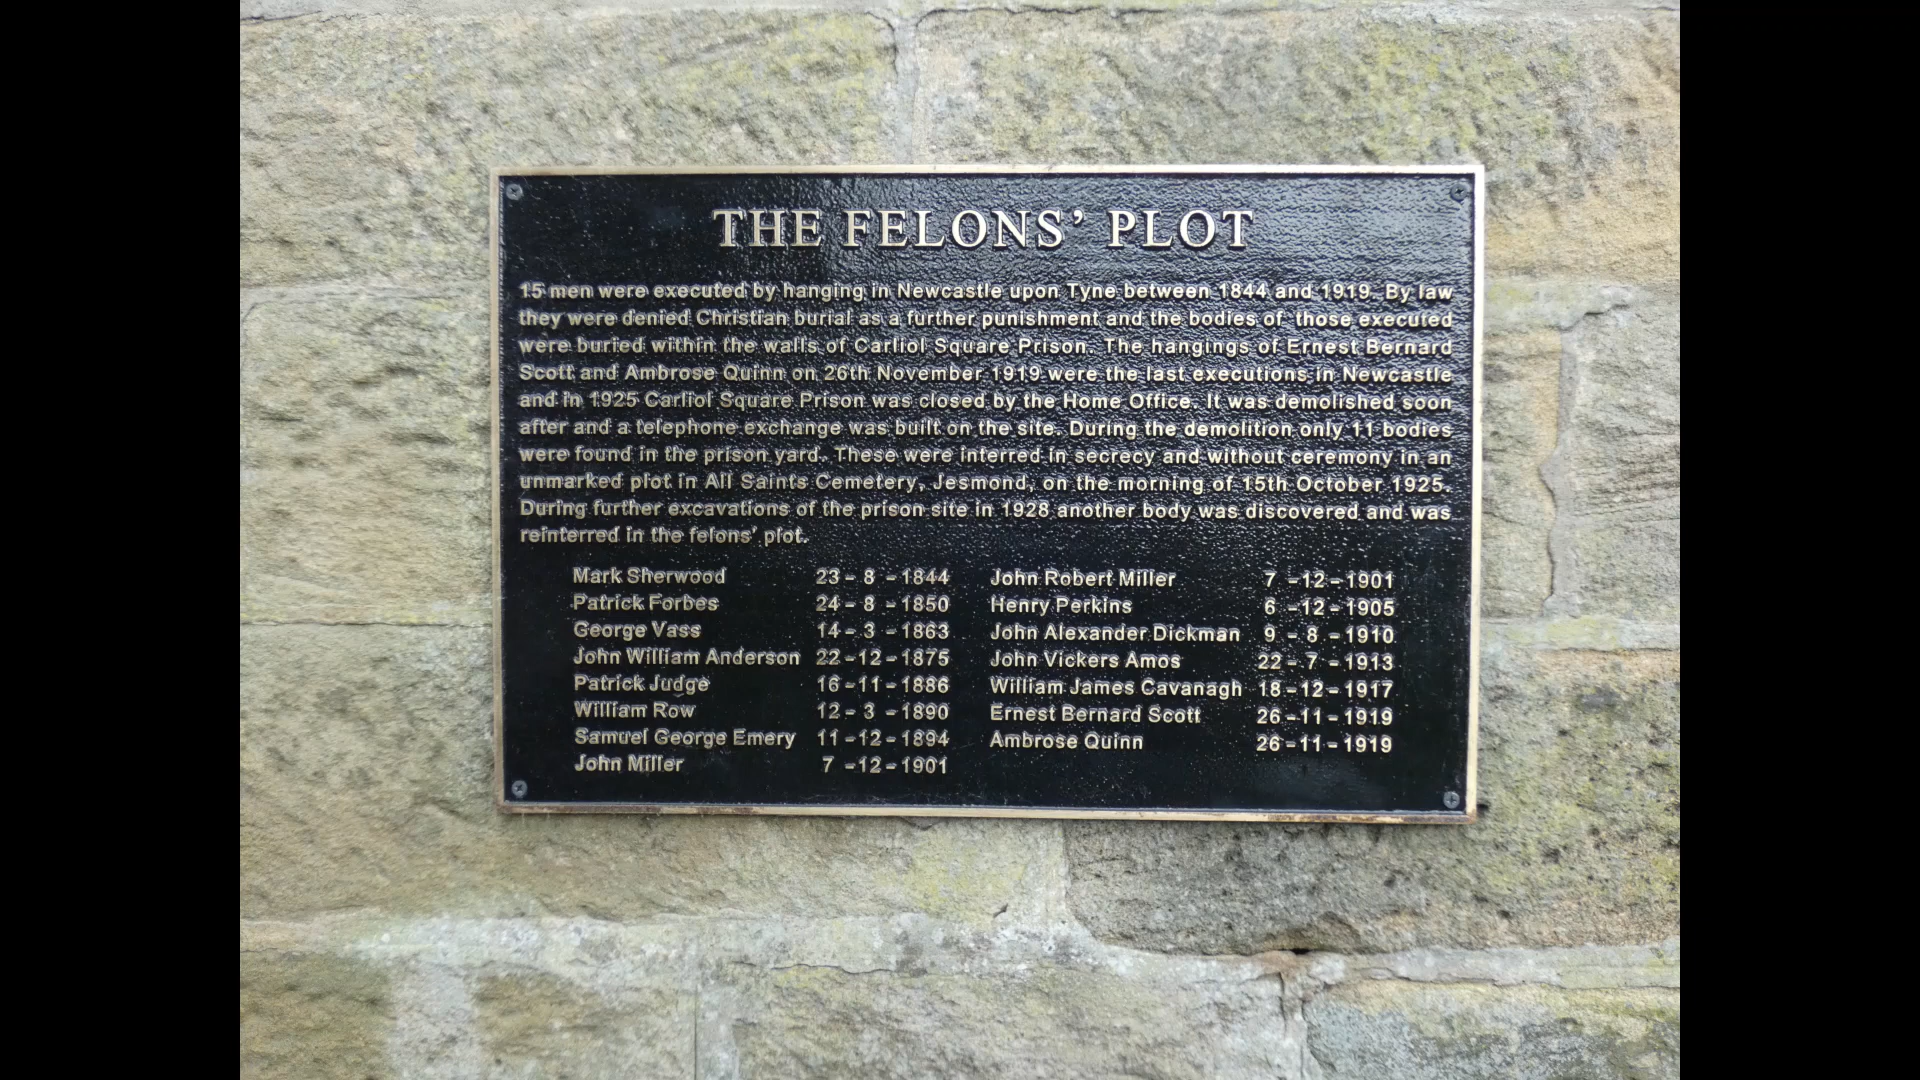 THE FELONS' PLOT
15 men were executed by hanging in Newcastle upon Tyne between 1844 and 1919. By law
they were denied Christian burial as a further punishment and the bodies of those executed
were buried within the walls of Carliol Square Prison. The hangings of Ernest Bernard
Scott and Ambrose Quinn on 26th November 1919 were the last executions in Newcastle
and in 1925 Carliol Square Prison was closed by the Home Office. It was demolished soon
after and a telephone exchange was built on the site. During the demolition only 11 bodies
were found in the prison yard. These were interred in secrecy and without ceremony in an
unmarked plot in All Saints Cemetery, Jesmond, on the morning of 15th October 1925.
During further excavations of the prison site in 1928 another body was discovered and was
reinterred in the felons' plot.
Mark Sherwood 23 - 8 - 1844
Patrick Forbes 24 - 8 - 1850
George Vass 14 - 3 - 1863
John William Anderson 22 - 12 - 1875
Patrick Judge 16 - 11 - 1886
William Row 12 - 3 - 1890
Samuel George Emery 11 - 12 - 1894
John Miller 7 - 12 - 1901
John Robert Miller 7 - 12 - 1901
Henry Perkins 6 - 12 - 1905
John Alexander Dickman 9 - 8 - 1910
John Vickers Amos 22 - 7 - 1913
William James Cavanagh 18 - 12 - 1917
Ernest Bernard Scott 26 - 11 - 1919
Ambrose Quinn 26 - 11 - 1919